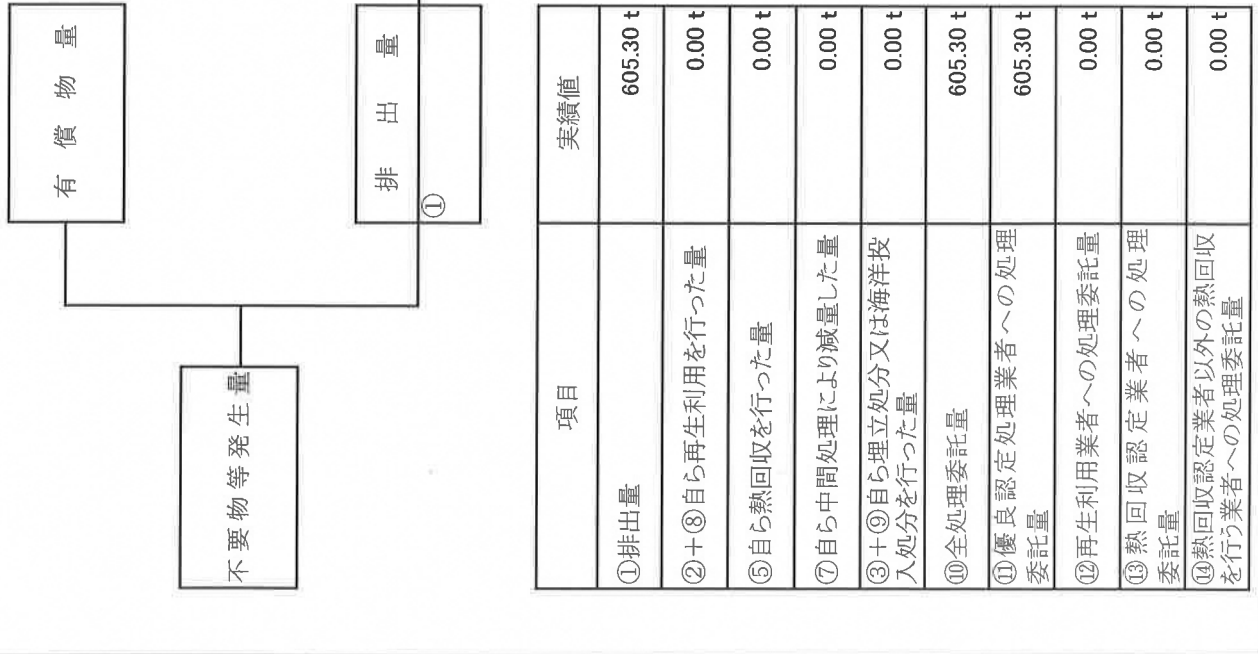 有償物量
不要物等発生量
排出量
①
項目 実績値
①排出量 605.30 t
②+⑧自ら再生利用を行った量 0.00 t
⑤自ら熱回収を行った量 0.00 t
⑦自ら中間処理により減量した量 0.00 t
③+⑨自ら埋立処分又は海洋投
入処分を行った量 0.00 t
⑩全処理委託量 605.30 t
⑪優良認定処理業者への処理
委託量 605.30 t
⑫再生利用業者への処理委託量 0.00 t
⑬熱回収認定業者への処理
委託量 0.00 t
⑭熱回収認定業者以外の熱回収
を行う業者への処理委託量 0.00 t